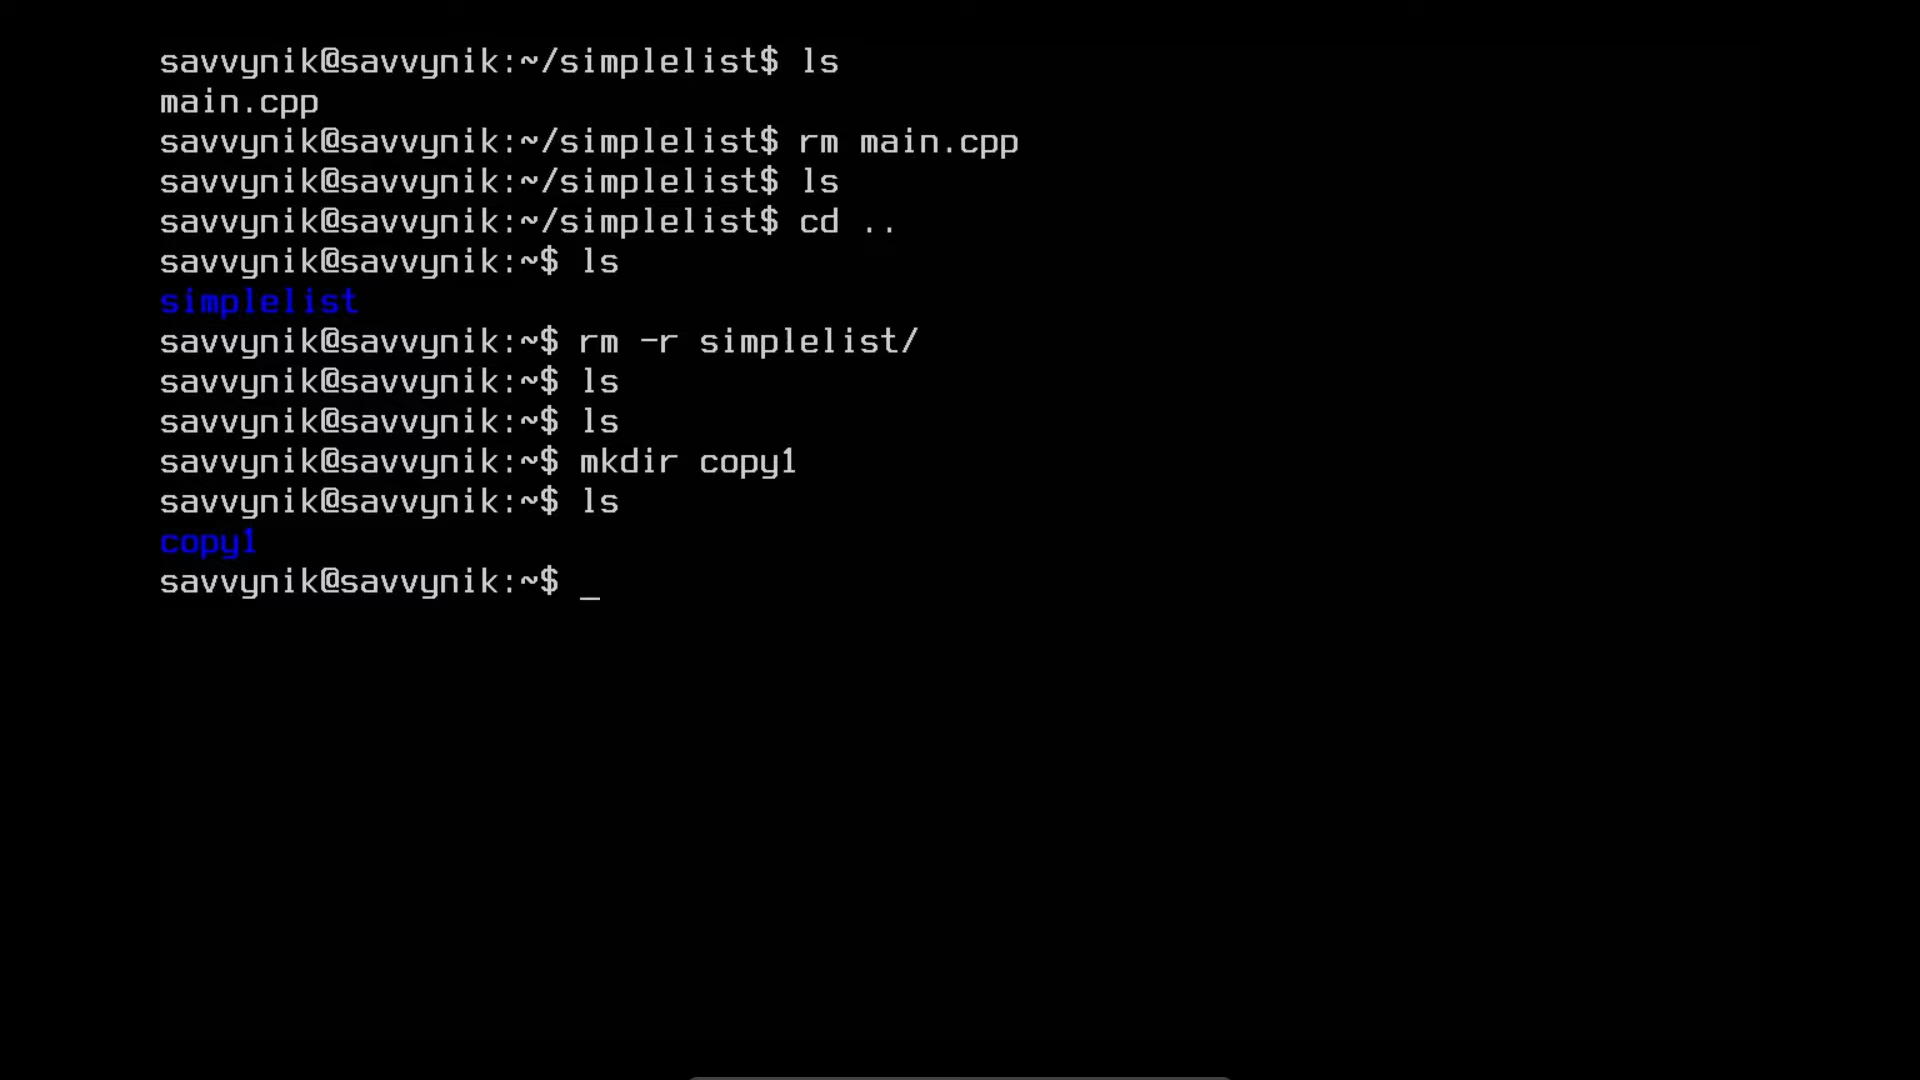 savvynik@savvynik:~/simplelist$ ls
main.cpp
savvynik@savvynik:~/simplelist$ rm main.cpp
savvynik@savvynik:~/simplelist$ ls
savvynik@savvynik:~/simplelist$ cd ..
savvynik@savvynik:~$ ls
simplelist
savvynik@savvynik:~$ rm -r simplelist/
savvynik@savvynik:~$ ls
savvynik@savvynik:~$ ls
savvynik@savvynik:~$ mkdir copy1
savvynik@savvynik:~$ ls
copy1
savvynik@savvynik:~$ _